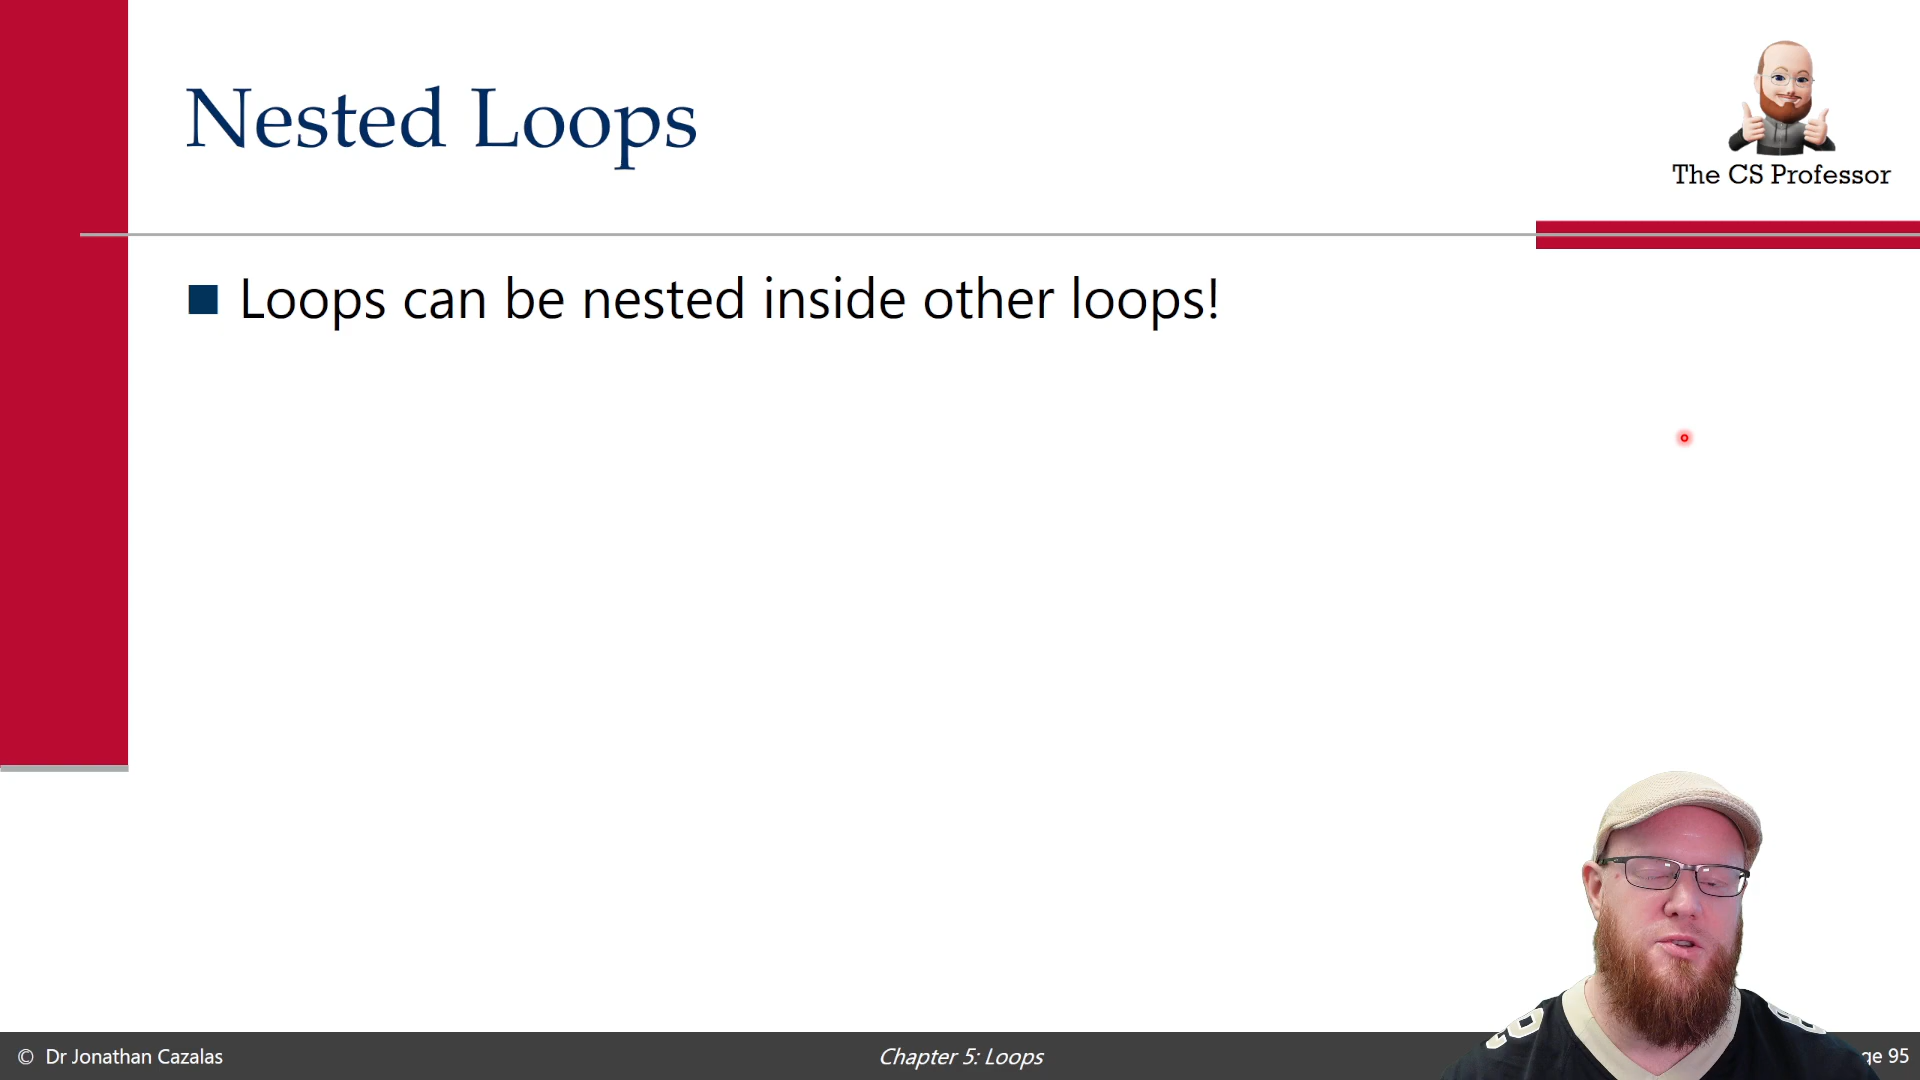 Nested Loops
The CS Professor
Loops can be nested inside other loops!
© Dr Jonathan Cazalas
Chapter 5: Loops
95